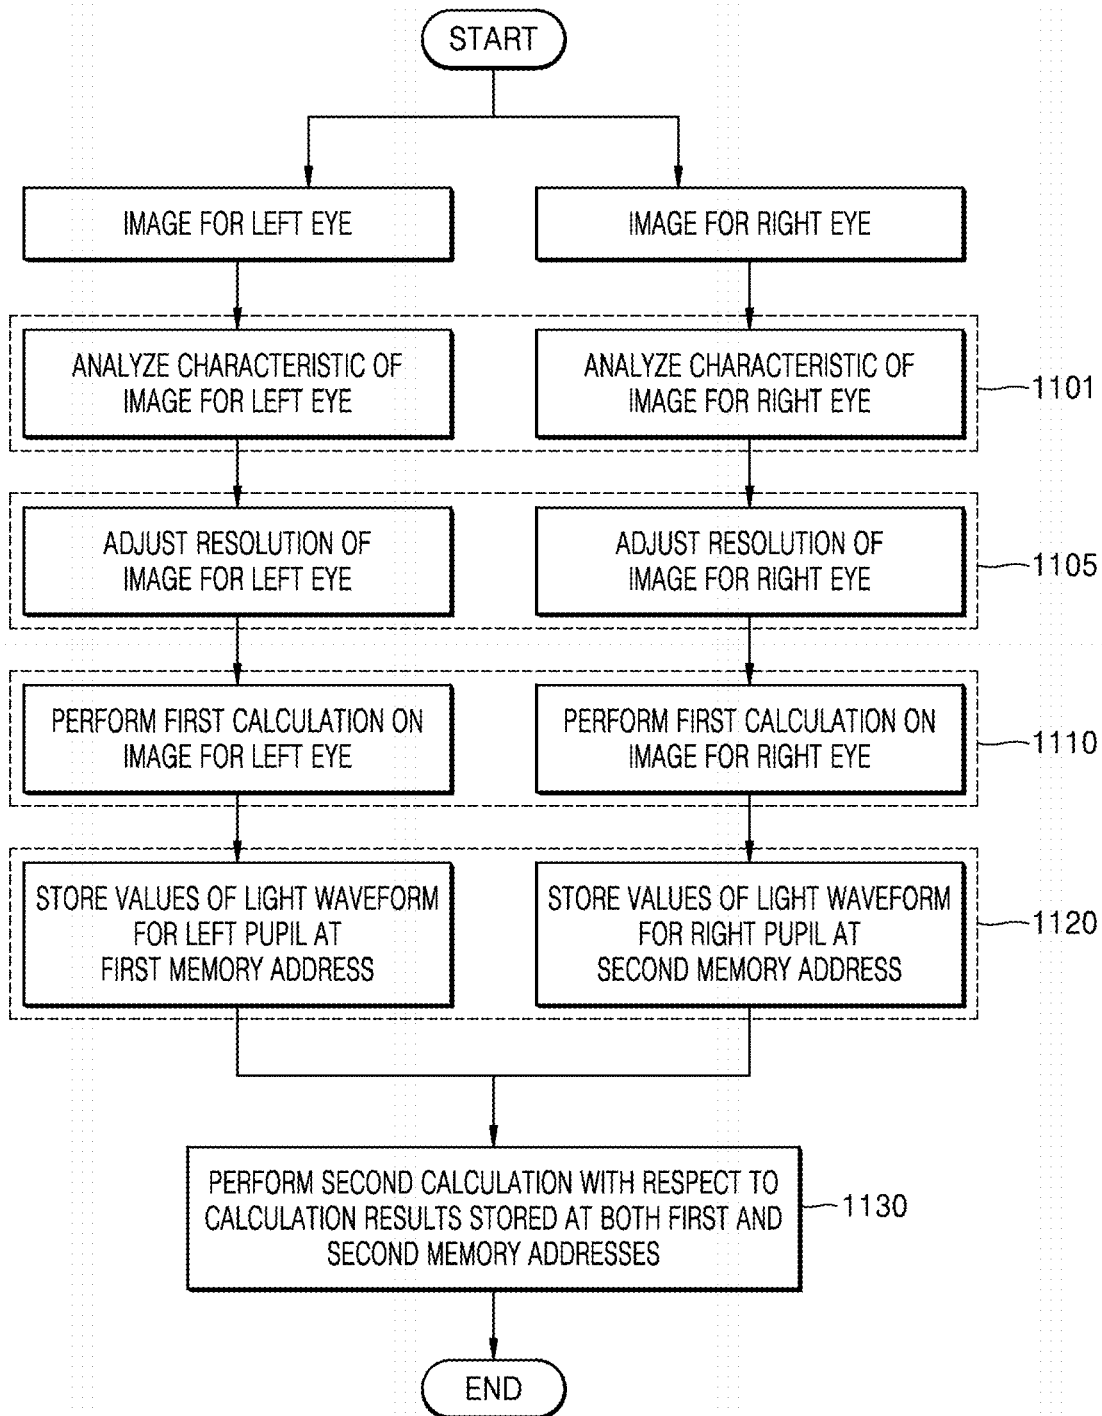 START
IMAGE FOR LEFT EYE
IMAGE FOR RIGHT EYE
ANALYZE CHARACTERISTIC OF
IMAGE FOR LEFT EYE
ANALYZE CHARACTERISTIC OF
IMAGE FOR RIGHT EYE
1101
ADJUST RESOLUTION OF
IMAGE FOR LEFT EYE
ADJUST RESOLUTION OF
IMAGE FOR RIGHT EYE
1105
PERFORM FIRST CALCULATION ON
IMAGE FOR LEFT EYE
PERFORM FIRST CALCULATION ON
IMAGE FOR RIGHT EYE
1110
STORE VALUES OF LIGHT WAVEFORM
FOR LEFT PUPIL AT
FIRST MEMORY ADDRESS
STORE VALUES OF LIGHT WAVEFORM
FOR RIGHT PUPIL AT
SECOND MEMORY ADDRESS
1120
PERFORM SECOND CALCULATION WITH RESPECT TO
CALCULATION RESULTS STORED AT BOTH FIRST AND
SECOND MEMORY ADDRESSES
1130
END